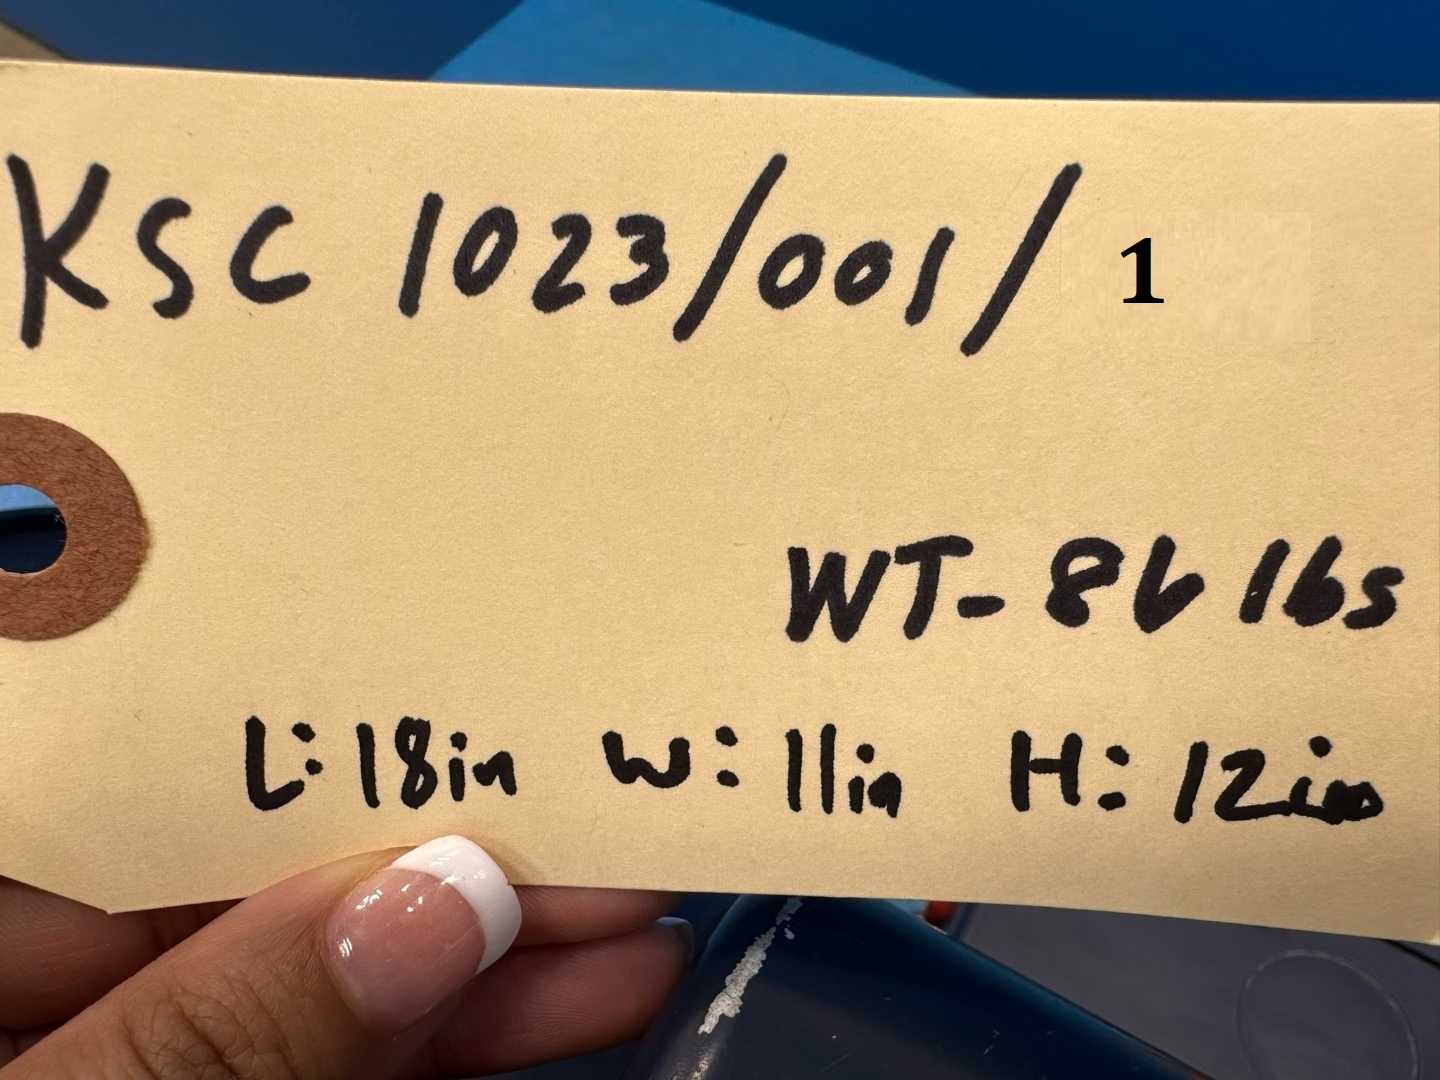 KSC 1023/001/1
WT- 86 lbs
L: 18in W: 11in H: 12in